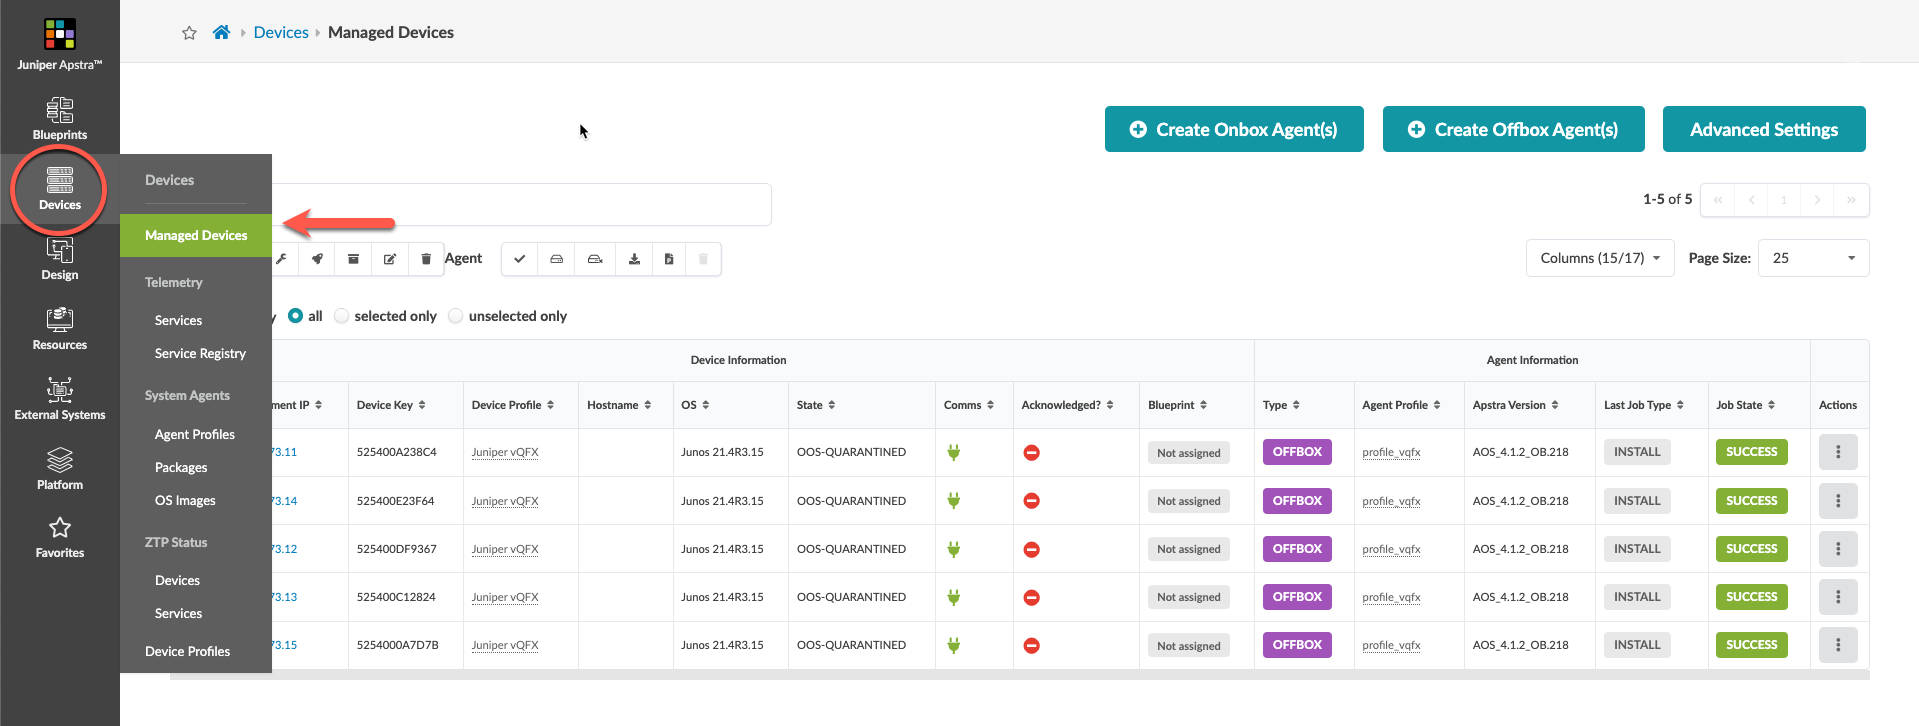 Juniper Apstra™
Blueprints
Devices
Design
Resources
External Systems
Platform
Favorites
Devices
Managed Devices
Telemetry
Services
Service Registry
System Agents
Agent Profiles
Packages
OS Images
ZTP Status
Devices
Services
Device Profiles
Devices Managed Devices
Create Onbox Agent(s) Create Offbox Agent(s) Advanced Settings
1-5 of 5 « ‹ 1 › »
Agent Columns (15/17) Page Size: 25
all selected only unselected only
Device Information Agent Information
ment IP Device Key Device Profile Hostname OS State Comms Acknowledged? Blueprint Type Agent Profile Apstra Version Last Job Type Job State Actions
73.11 525400A238C4 Juniper vQFX Junos 21.4R3.15 OOS-QUARANTINED Not assigned OFFBOX profile_vqfx AOS_4.1.2_OB.218 INSTALL SUCCESS
73.14 525400E23F64 Juniper vQFX Junos 21.4R3.15 OOS-QUARANTINED Not assigned OFFBOX profile_vqfx AOS_4.1.2_OB.218 INSTALL SUCCESS
73.12 525400DF9367 Juniper vQFX Junos 21.4R3.15 OOS-QUARANTINED Not assigned OFFBOX profile_vqfx AOS_4.1.2_OB.218 INSTALL SUCCESS
73.13 525400C12824 Juniper vQFX Junos 21.4R3.15 OOS-QUARANTINED Not assigned OFFBOX profile_vqfx AOS_4.1.2_OB.218 INSTALL SUCCESS
73.15 5254000A7D7B Juniper vQFX Junos 21.4R3.15 OOS-QUARANTINED Not assigned OFFBOX profile_vqfx AOS_4.1.2_OB.218 INSTALL SUCCESS